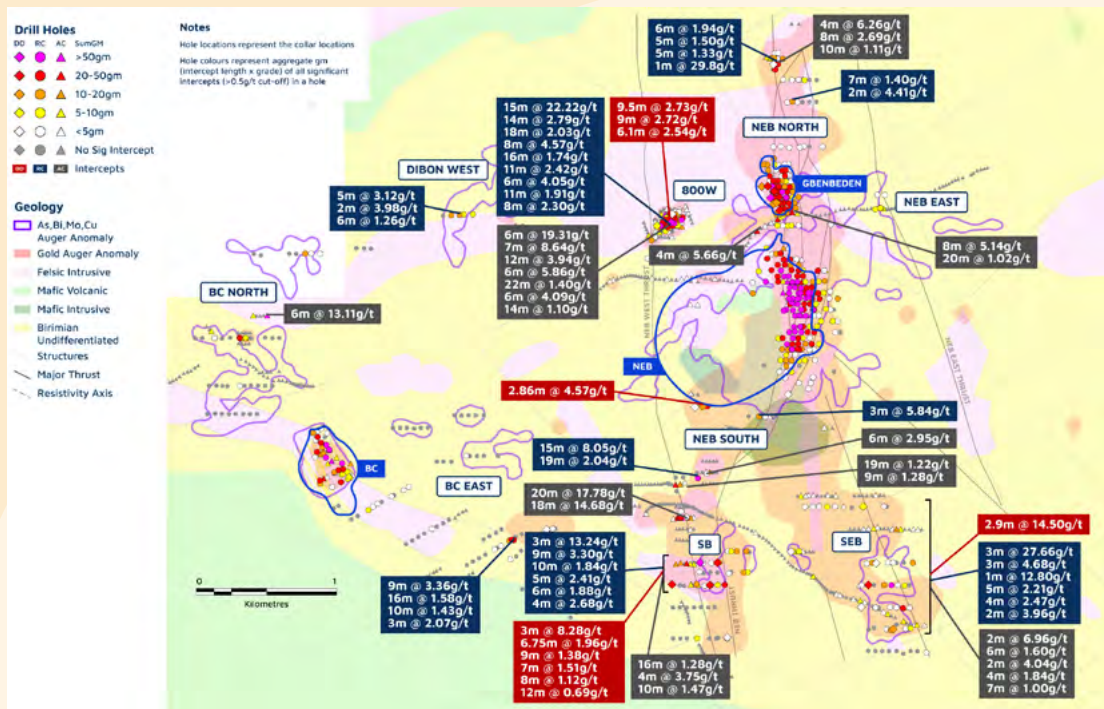 Drill Holes
DD RC AC SumGM
>50gm
20-50gm
10-20gm
5-10gm
<5gm
No Sig Intercept
DD RC AC Intercepts
Geology
As,Bi,Mo,Cu
Auger Anomaly
Gold Auger Anomaly
Felsic Intrusive
Mafic Volcanic
Mafic Intrusive
Birimian
Undifferentiated
Structures
Major Thrust
Resistivity Axis
Notes
Hole locations represent the collar locations
Hole colours represent aggregate gm
(intercept length x grade) of all significant
intercepts (>0.5g/t cut-off) in a hole
6m @ 1.94g/t
5m @ 1.50g/t
5m @ 1.33g/t
1m @ 29.8g/t
4m @ 6.26g/t
8m @ 2.69g/t
10m @ 1.11g/t
7m @ 1.40g/t
2m @ 4.41g/t
NEB NORTH
15m @ 22.22g/t
14m @ 2.79g/t
18m @ 2.03g/t
8m @ 4.57g/t
16m @ 1.74g/t
11m @ 2.42g/t
6m @ 4.05g/t
11m @ 1.91g/t
8m @ 2.30g/t
9.5m @ 2.73g/t
9m @ 2.72g/t
6.1m @ 2.54g/t
DIBON WEST
5m @ 3.12g/t
2m @ 3.98g/t
6m @ 1.26g/t
800W
GBENBEDEN
NEB EAST
6m @ 19.31g/t
7m @ 8.64g/t
12m @ 3.94g/t
6m @ 5.86g/t
22m @ 1.40g/t
6m @ 4.09g/t
14m @ 1.10g/t
4m @ 5.66g/t
8m @ 5.14g/t
20m @ 1.02g/t
BC NORTH
6m @ 13.11g/t
NEB WEST THRUST
NEB EAST THRUST
NEB
2.86m @ 4.57g/t
3m @ 5.84g/t
NEB SOUTH
6m @ 2.95g/t
15m @ 8.05g/t
19m @ 2.04g/t
19m @ 1.22g/t
9m @ 1.28g/t
BC
BC EAST
20m @ 17.78g/t
18m @ 14.68g/t
SB
SEB
2.9m @ 14.50g/t
3m @ 13.24g/t
9m @ 3.30g/t
10m @ 1.84g/t
5m @ 2.41g/t
6m @ 1.88g/t
4m @ 2.68g/t
3m @ 27.66g/t
3m @ 4.68g/t
1m @ 12.80g/t
5m @ 2.21g/t
4m @ 2.47g/t
2m @ 3.96g/t
0 1
Kilometres
9m @ 3.36g/t
16m @ 1.58g/t
10m @ 1.43g/t
3m @ 2.07g/t
3m @ 8.28g/t
6.75m @ 1.96g/t
9m @ 1.38g/t
7m @ 1.51g/t
8m @ 1.12g/t
12m @ 0.69g/t
16m @ 1.28g/t
4m @ 3.75g/t
10m @ 1.47g/t
2m @ 6.96g/t
6m @ 1.60g/t
2m @ 4.04g/t
4m @ 1.84g/t
7m @ 1.00g/t